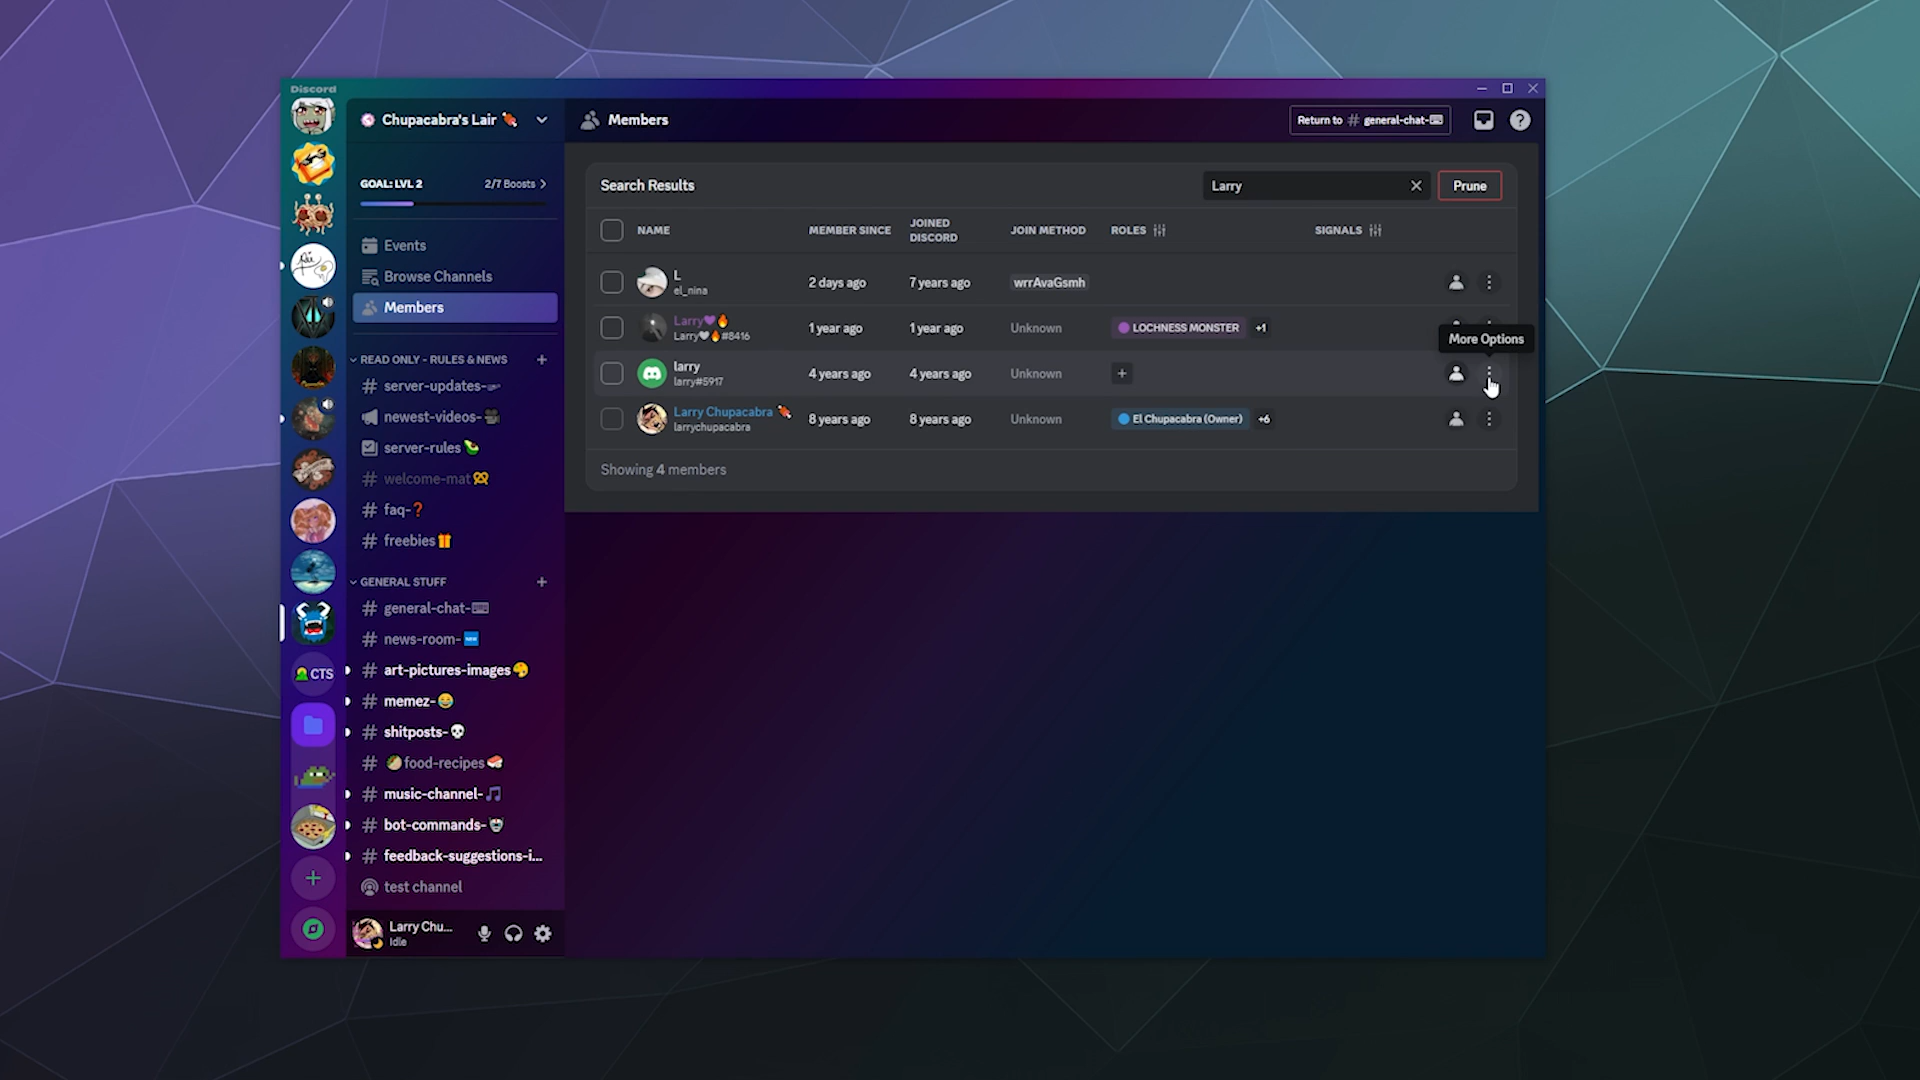 Discord
Chupacabra's Lair
Members
Return to # general-chat-
GOAL: LVL 2 2/7 Boosts
Events
Browse Channels
Members
READ ONLY - RULES & NEWS
server-updates-
newest-videos-
server-rules
welcome-mat
faq-❓
freebies
GENERAL STUFF
general-chat-
news-room-
art-pictures-images
CTS
memez-
shitposts-
food-recipes
music-channel-
bot-commands-
feedback-suggestions-i...
test channel
Larry Chu...
Idle
Search Results
Larry
Prune
NAME MEMBER SINCE JOINED DISCORD JOIN METHOD ROLES SIGNALS
L
el_nina
2 days ago 7 years ago wrrAvaGsmh
Larry💜🔥
Larry🖤🔥#8416
1 year ago 1 year ago Unknown LOCHNESS MONSTER +1
More Options
larry
larry#5917
4 years ago 4 years ago Unknown +
Larry Chupacabra
larrychupacabra
8 years ago 8 years ago Unknown El Chupacabra (Owner) +6
Showing 4 members